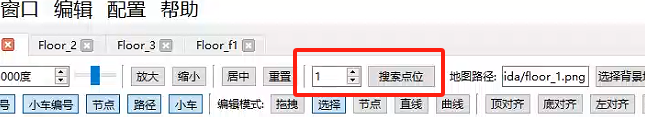 窗口 编辑 配置 帮助
Floor_2 Floor_3 Floor_f1
000度 放大 缩小 居中 重置 1 搜索点位 地图路径: ida/floor_1.png 选择背景
号 小车编号 节点 路径 小车 编辑模式: 拖拽 选择 节点 直线 曲线 顶对齐 底对齐 左对齐